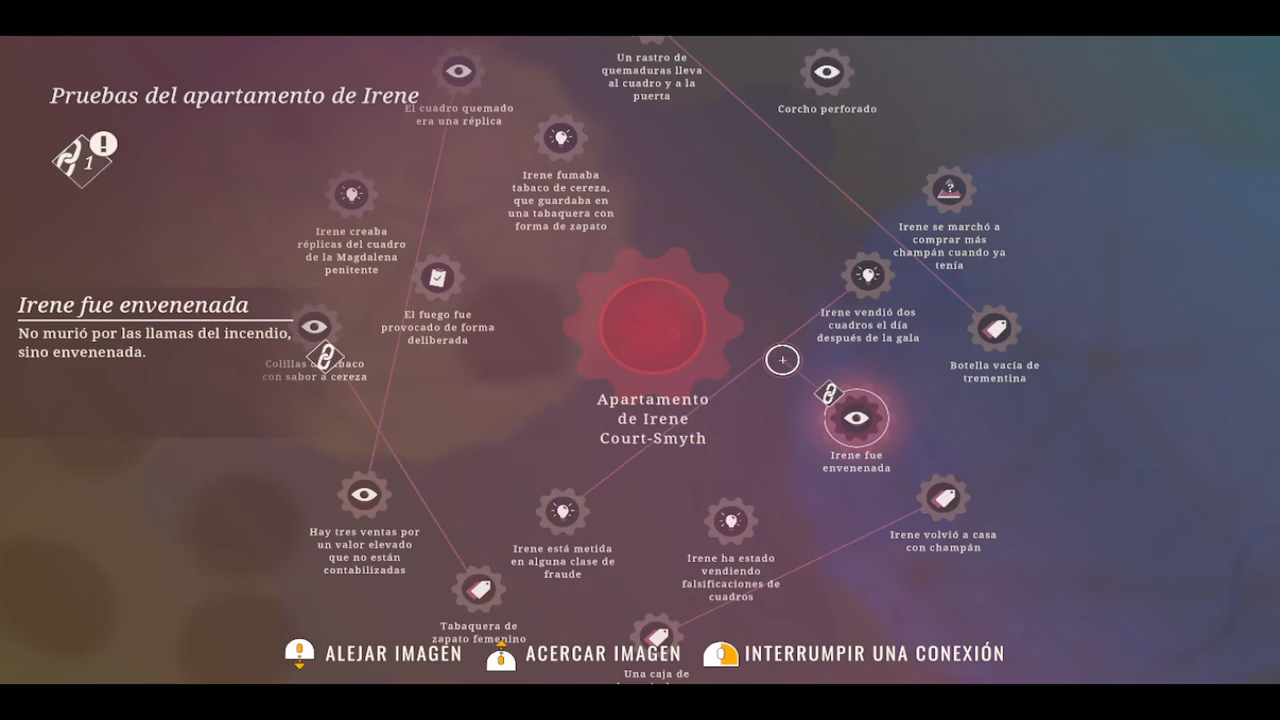 Pruebas del apartamento de Irene
1
Un rastro de
quemaduras lleva
al cuadro y a la
puerta
Corcho perforado
El cuadro quemado
era una réplica
Irene fumaba
tabaco de cereza,
que guardaba en
una tabaquera con
forma de zapato
Irene creaba
réplicas del cuadro
de la Magdalena
penitente
Irene se marchó a
comprar más
champán cuando ya
tenía
El fuego fue
provocado de forma
deliberada
Irene vendió dos
cuadros el día
después de la gala
Irene fue envenenada
No murió por las llamas del incendio,
sino envenenada.
Colillas
con sabor a cereza
Botella vacía de
trementina
Apartamento
de Irene
Court-Smyth
Irene fue
envenenada
Hay tres ventas por
un valor elevado
que no están
contabilizadas
Irene está metida
en alguna clase de
fraude
Irene ha estado
vendiendo
falsificaciones de
cuadros
Irene volvió a casa
con champán
Tabaquera de
zapato femenino
ALEJAR IMAGEN
ACERCAR IMAGEN
INTERRUMPIR UNA CONEXIÓN
Una caja de